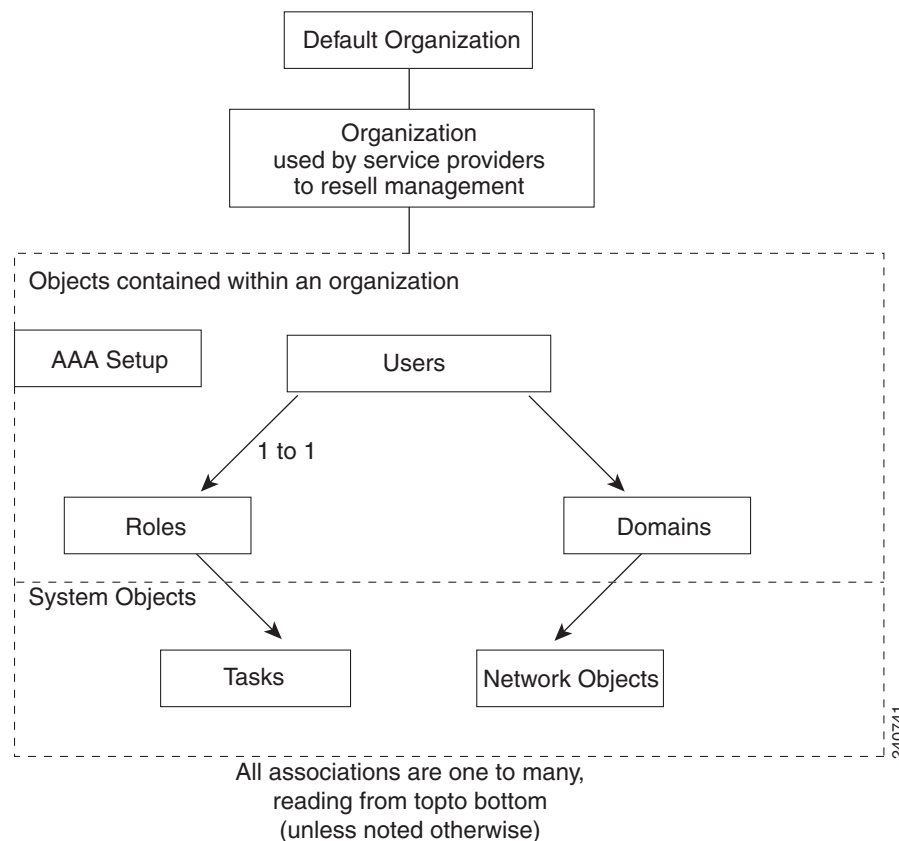 Default Organization
Organization
used by service providers
to resell management
Objects contained within an organization
AAA Setup
Users
1 to 1
Roles
Domains
System Objects
Tasks
Network Objects
240741
All associations are one to many,
reading from topto bottom
(unless noted otherwise)